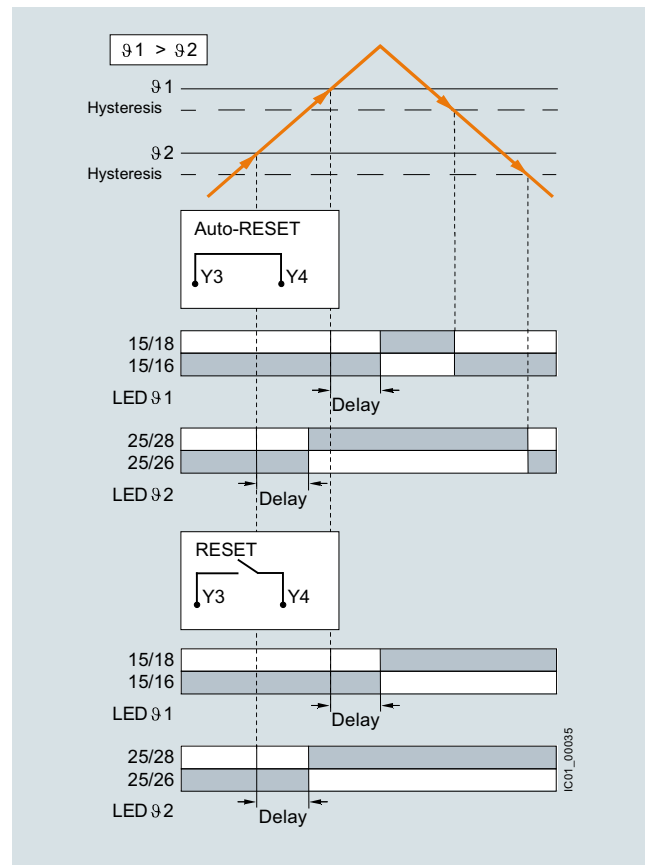 ϑ1 > ϑ2
ϑ1
Hysteresis
ϑ2
Hysteresis
Auto-RESET
Y3 Y4
15/18
15/16
LED ϑ1
Delay
25/28
25/26
LED ϑ2
Delay
RESET
Y3 Y4
15/18
15/16
LED ϑ1
Delay
25/28
25/26
LED ϑ2
Delay
IC01_00035